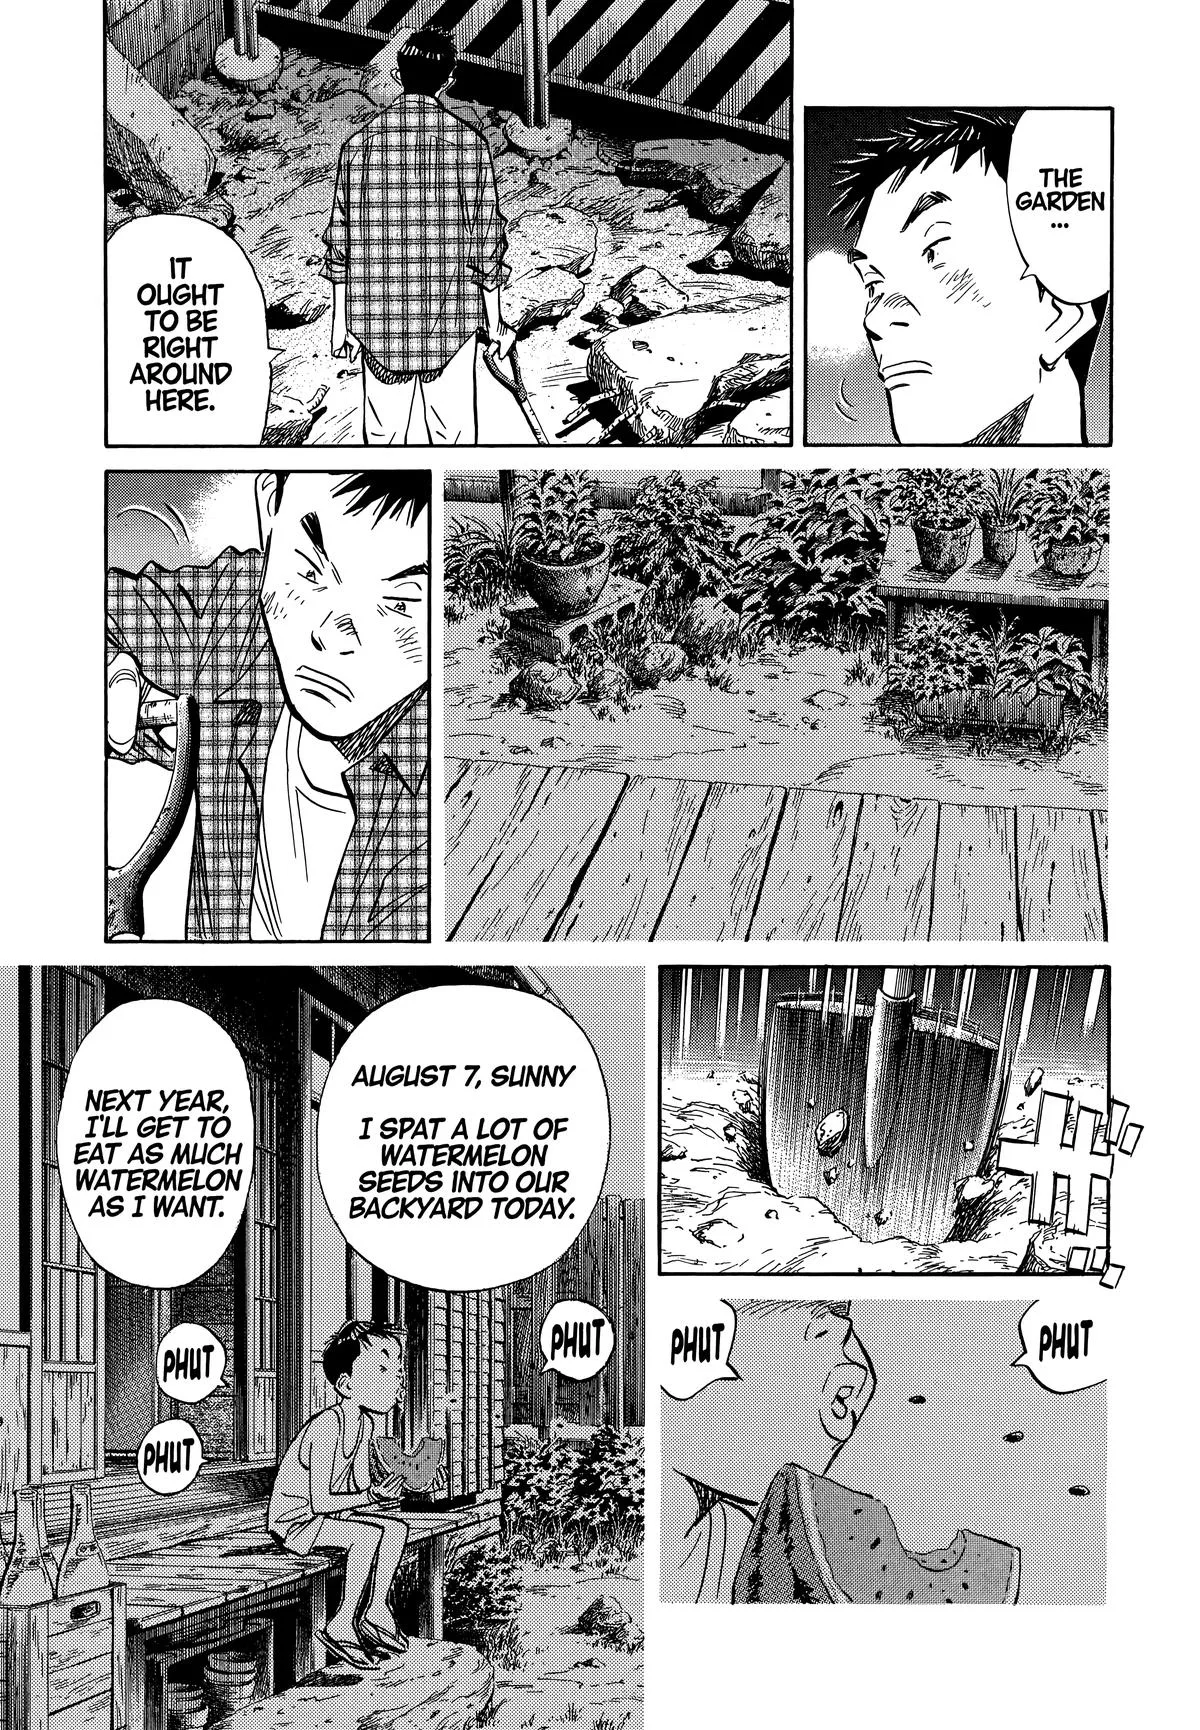 THE
GARDEN
...
IT
OUGHT
TO BE
RIGHT
AROUND
HERE.
PHUT
PHUT
AUGUST 7, SUNNY
I SPAT A LOT OF
WATERMELON
SEEDS INTO OUR
BACKYARD TODAY.
PHUT
NEXT YEAR,
I'LL GET TO
EAT AS MUCH
WATERMELON
AS I WANT.
PHUT
PHUT